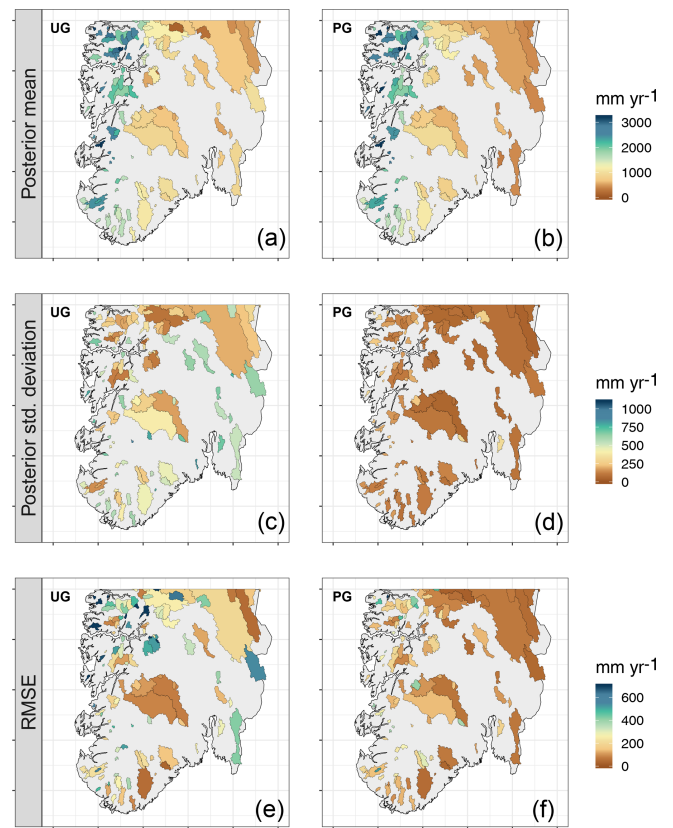 Posterior mean
UG
(a)
PG
(b)
mm yr-1
3000
2000
1000
0
Posterior std. deviation
UG
(c)
PG
(d)
mm yr-1
1000
750
500
250
0
RMSE
UG
(e)
PG
(f)
mm yr-1
600
400
200
0